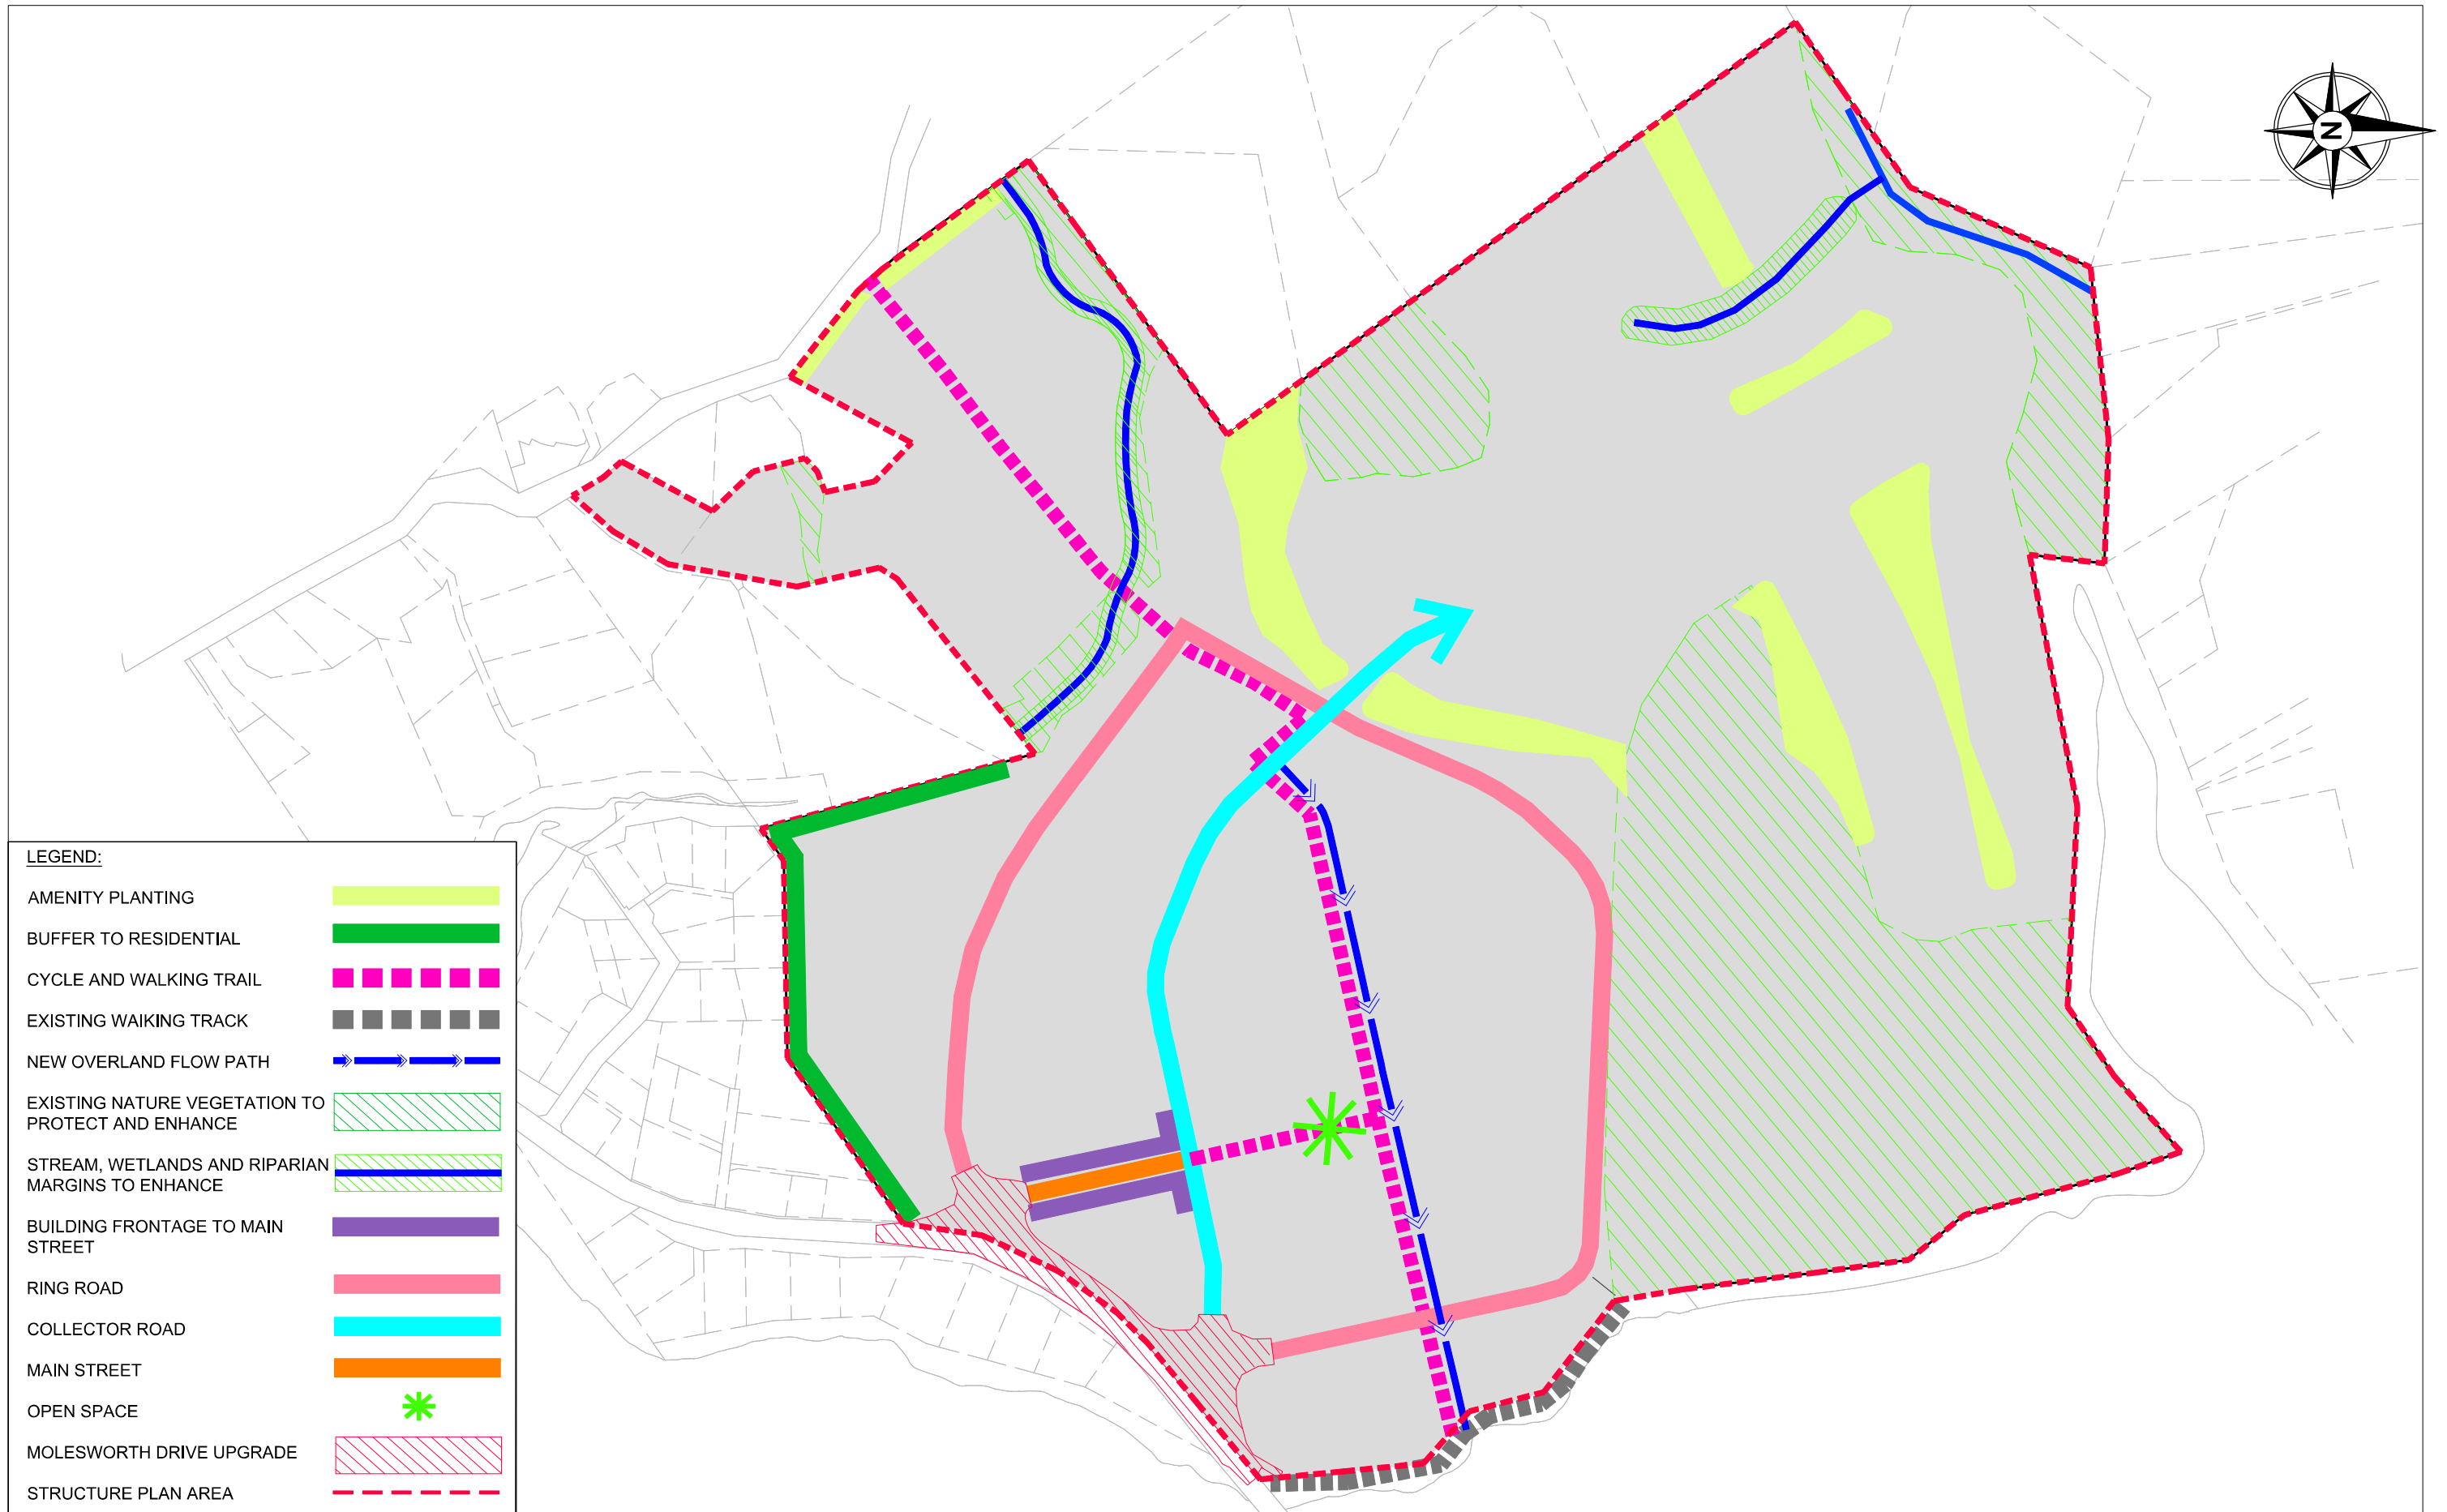 N
LEGEND:
AMENITY PLANTING
BUFFER TO RESIDENTIAL
CYCLE AND WALKING TRAIL
EXISTING WAIKING TRACK
NEW OVERLAND FLOW PATH
EXISTING NATURE VEGETATION TO
PROTECT AND ENHANCE
STREAM, WETLANDS AND RIPARIAN
MARGINS TO ENHANCE
BUILDING FRONTAGE TO MAIN
STREET
RING ROAD
COLLECTOR ROAD
MAIN STREET
OPEN SPACE
MOLESWORTH DRIVE UPGRADE
STRUCTURE PLAN AREA